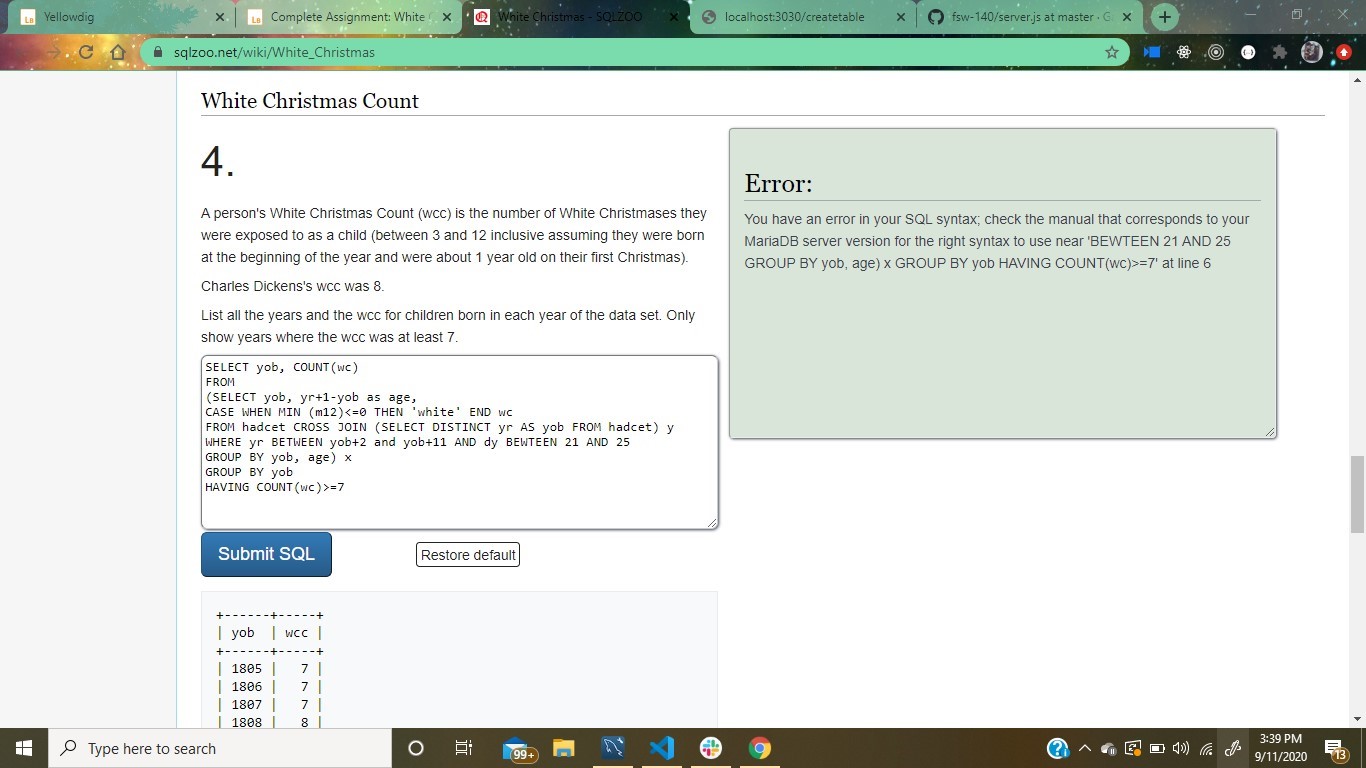 Yellowdig
Complete Assignment: White
White Christmas - SQLZOO
localhost:3030/createtable
fsw-140/server.js at master · G
sqlzoo.net/wiki/White_Christmas
White Christmas Count
4.
A person's White Christmas Count (wcc) is the number of White Christmases they
were exposed to as a child (between 3 and 12 inclusive assuming they were born
at the beginning of the year and were about 1 year old on their first Christmas).
Charles Dickens's wcc was 8.
List all the years and the wcc for children born in each year of the data set. Only
show years where the wcc was at least 7.
SELECT yob, COUNT(wc)
FROM
(SELECT yob, yr+1-yob as age,
CASE WHEN MIN (m12)<=0 THEN 'white' END wc
FROM hadcet CROSS JOIN (SELECT DISTINCT yr AS yob FROM hadcet) y
WHERE yr BETWEEN yob+2 and yob+11 AND dy BEWTEEN 21 AND 25
GROUP BY yob, age) x
GROUP BY yob
HAVING COUNT(wc)>=7
Submit SQL
Restore default
+------+-----+
| yob  | wcc |
+------+-----+
| 1805 |   7 |
| 1806 |   7 |
| 1807 |   7 |
| 1808 |   8 |
Error:
You have an error in your SQL syntax; check the manual that corresponds to your
MariaDB server version for the right syntax to use near 'BEWTEEN 21 AND 25
GROUP BY yob, age) x GROUP BY yob HAVING COUNT(wc)>=7' at line 6
Type here to search
99+
3:39 PM
9/11/2020
13